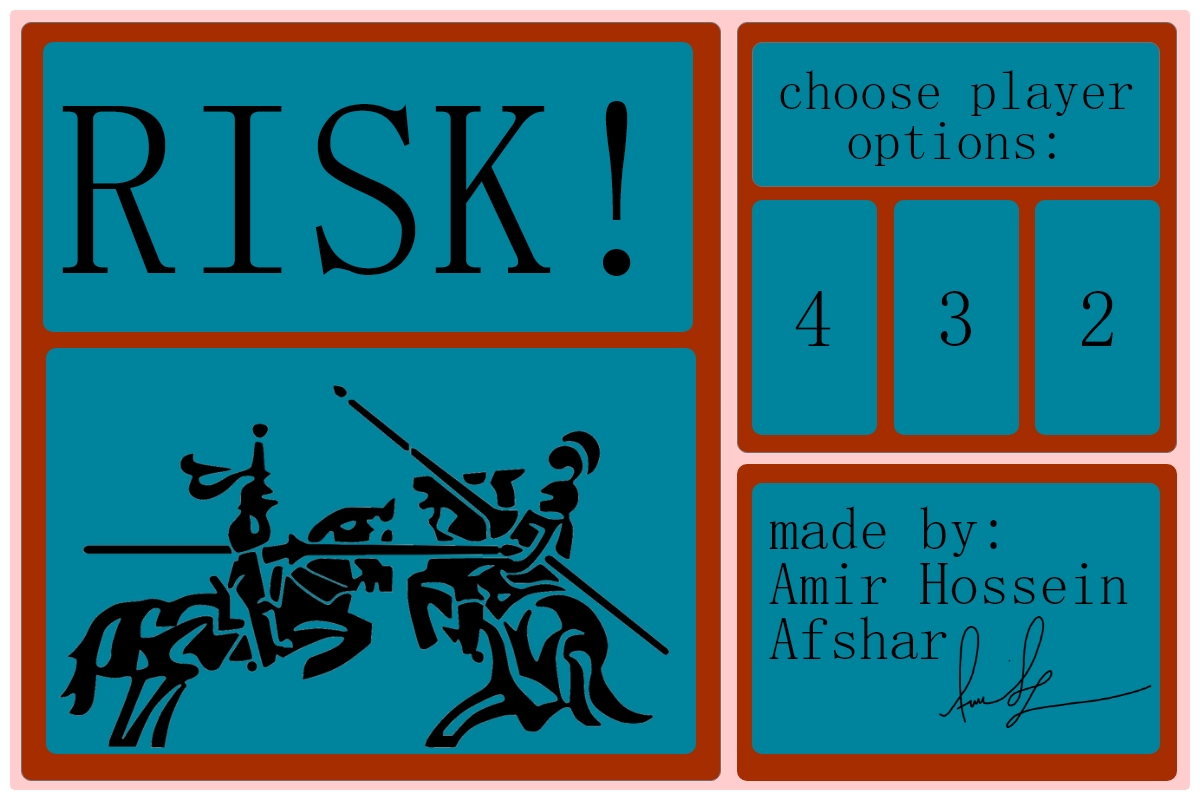 RISK!
choose player
options:
4 3 2
made by:
Amir Hossein
Afshar